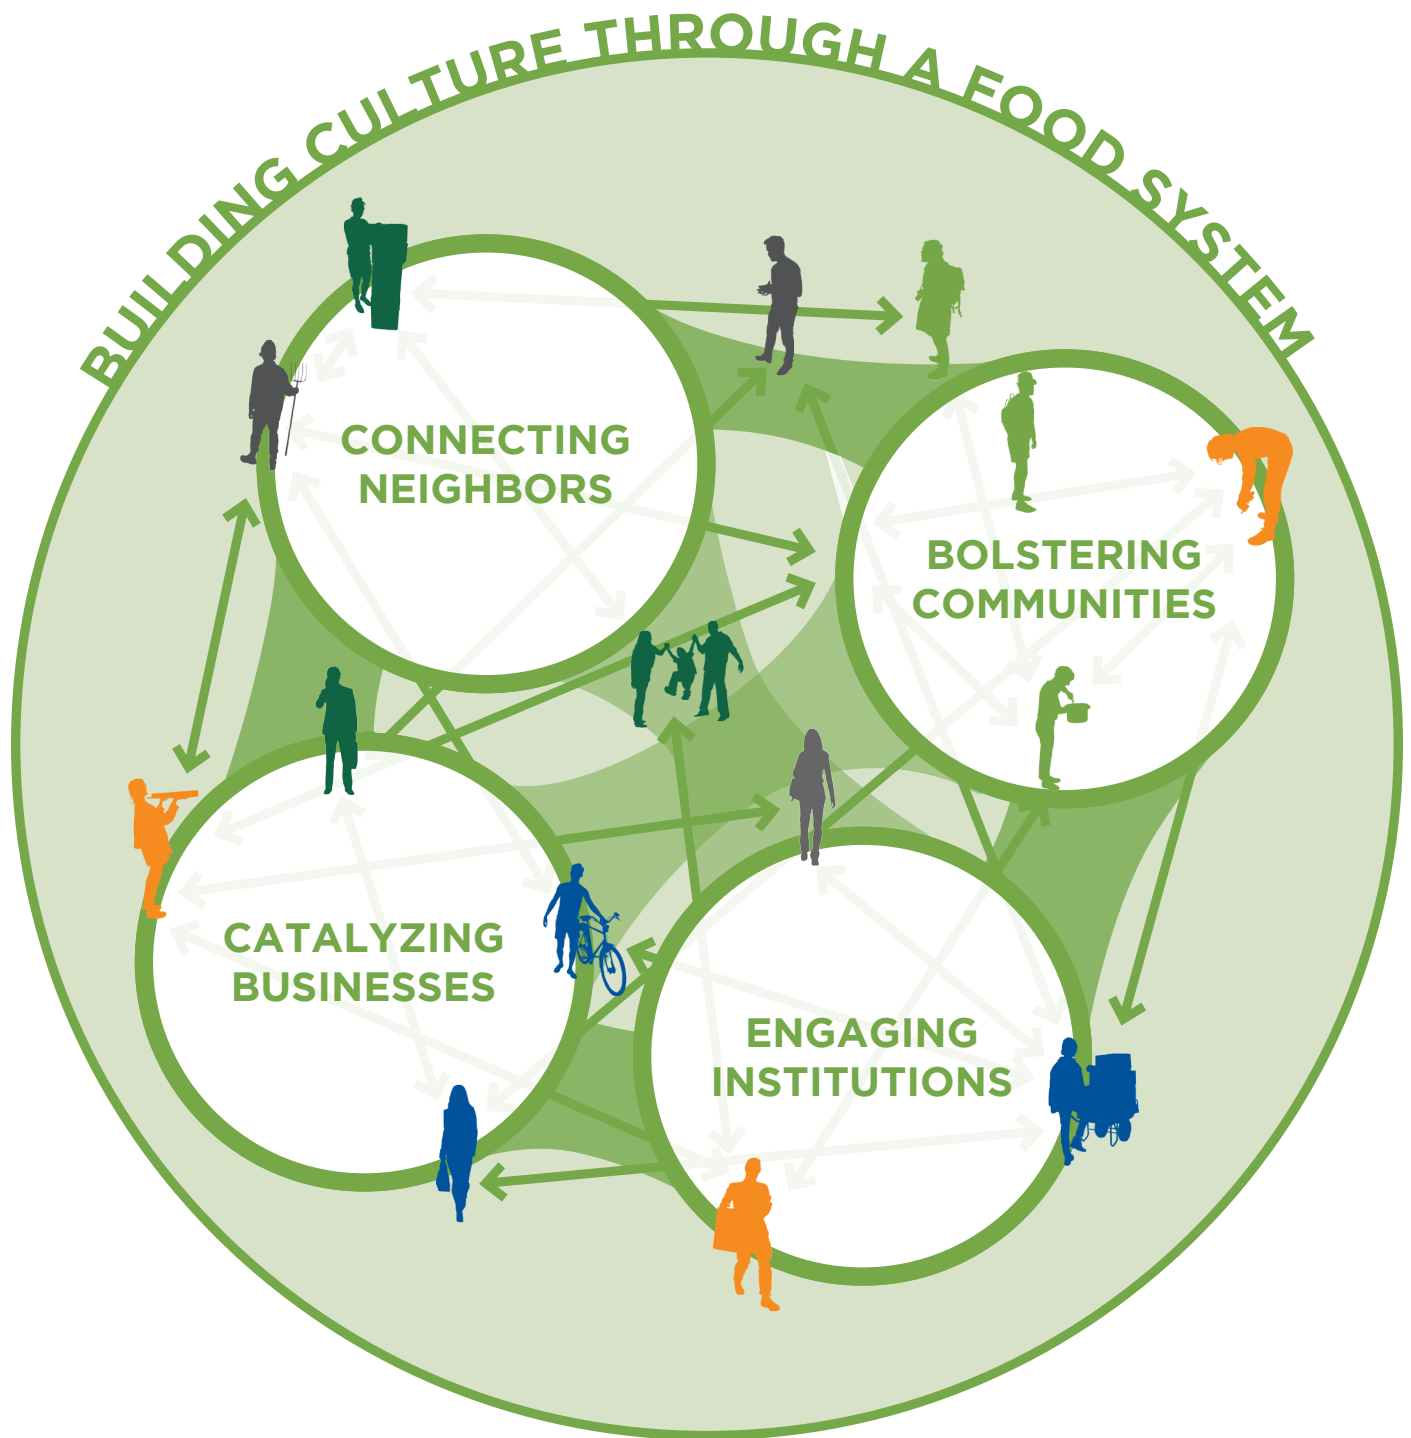 BUILDING CULTURE THROUGH A FOOD SYSTEM
CONNECTING
NEIGHBORS
BOLSTERING
COMMUNITIES
CATALYZING
BUSINESSES
ENGAGING
INSTITUTIONS